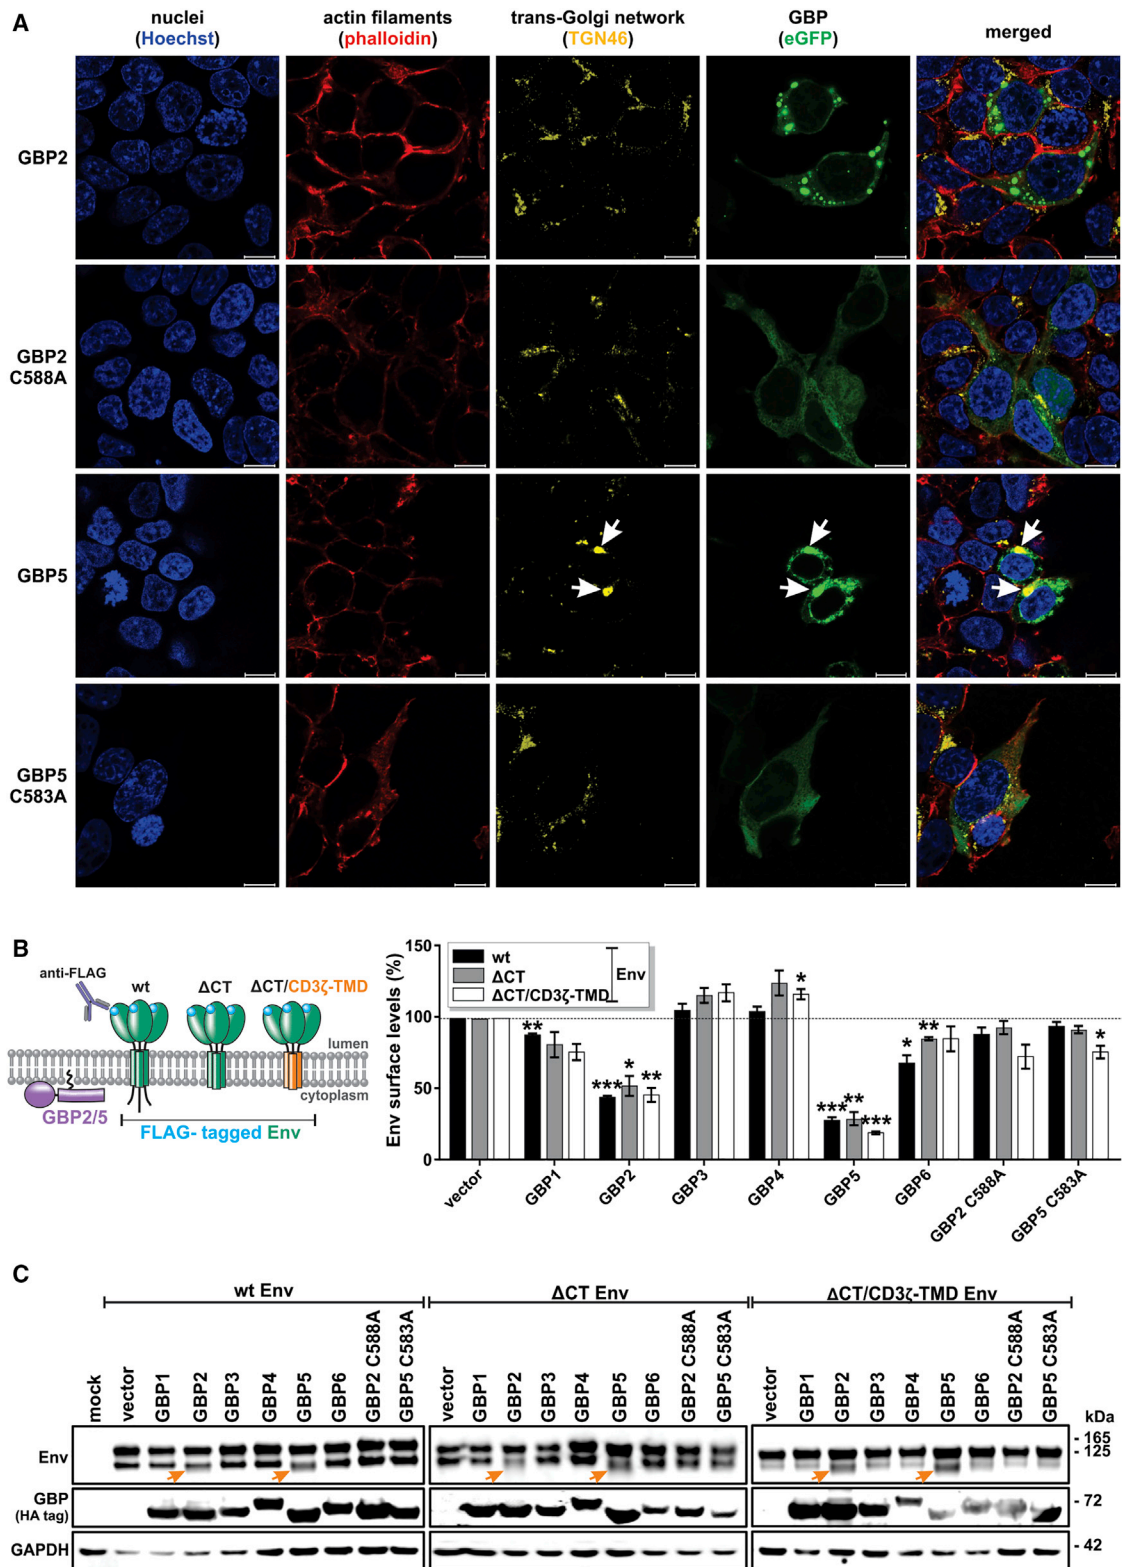 A
nuclei
(Hoechst)
actin filaments
(phalloidin)
trans-Golgi network
(TGN46)
GBP
(eGFP)
merged
GBP2
GBP2
C588A
GBP5
GBP5
C583A
B
anti-FLAG
wt
ΔCT
ΔCT/CD3ζ-TMD
lumen
cytoplasm
GBP2/5
FLAG- tagged Env
Env surface levels (%)
150
100
50
0
wt
ΔCT
ΔCT/CD3ζ-TMD
Env
**
***
*
**
*
***
**
***
*
**
*
vector
GBP1
GBP2
GBP3
GBP4
GBP5
GBP6
GBP2 C588A
GBP5 C583A
C
wt Env
ΔCT Env
ΔCT/CD3ζ-TMD Env
mock
vector
GBP1
GBP2
GBP3
GBP4
GBP5
GBP6
GBP2 C588A
GBP5 C583A
vector
GBP1
GBP2
GBP3
GBP4
GBP5
GBP6
GBP2 C588A
GBP5 C583A
vector
GBP1
GBP2
GBP3
GBP4
GBP5
GBP6
GBP2 C588A
GBP5 C583A
kDa
Env
- 165
- 125
GBP
(HA tag)
- 72
GAPDH
- 42